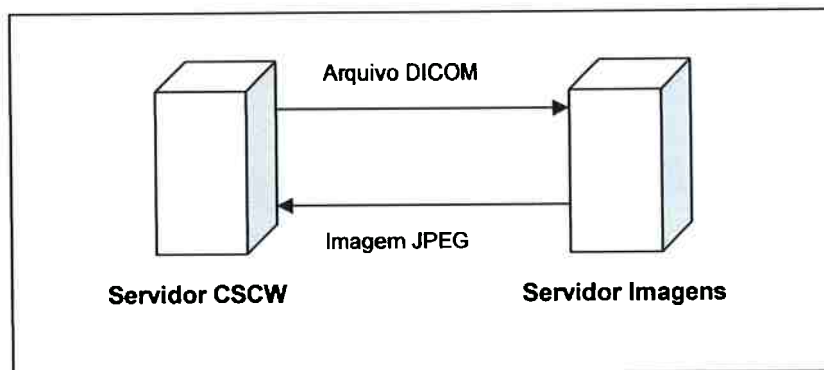 Arquivo DICOM
Imagem JPEG
Servidor CSCW
Servidor Imagens